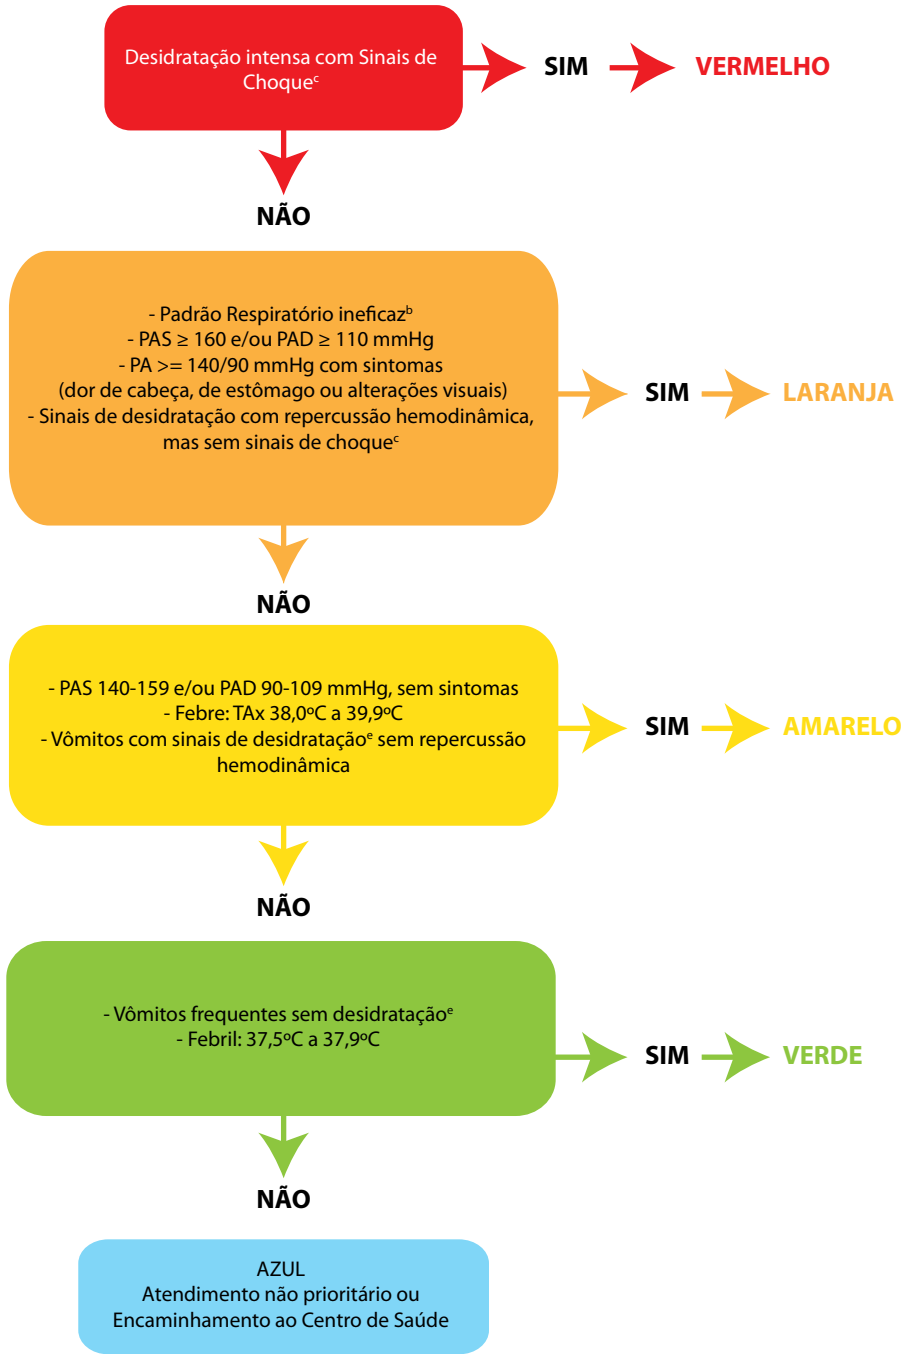 Desidratação intensa com Sinais de
Choqueᶜ
SIM
VERMELHO
NÃO
- Padrão Respiratório ineficazᵇ
- PAS ≥ 160 e/ou PAD ≥ 110 mmHg
- PA >= 140/90 mmHg com sintomas
(dor de cabeça, de estômago ou alterações visuais)
- Sinais de desidratação com repercussão hemodinâmica,
mas sem sinais de choqueᶜ
SIM
LARANJA
NÃO
- PAS 140-159 e/ou PAD 90-109 mmHg, sem sintomas
- Febre: TAx 38,0ºC a 39,9ºC
- Vômitos com sinais de desidrataçãoᵉ sem repercussão
hemodinâmica
SIM
AMARELO
NÃO
- Vômitos frequentes sem desidrataçãoᵉ
- Febril: 37,5ºC a 37,9ºC
SIM
VERDE
NÃO
AZUL
Atendimento não prioritário ou
Encaminhamento ao Centro de Saúde